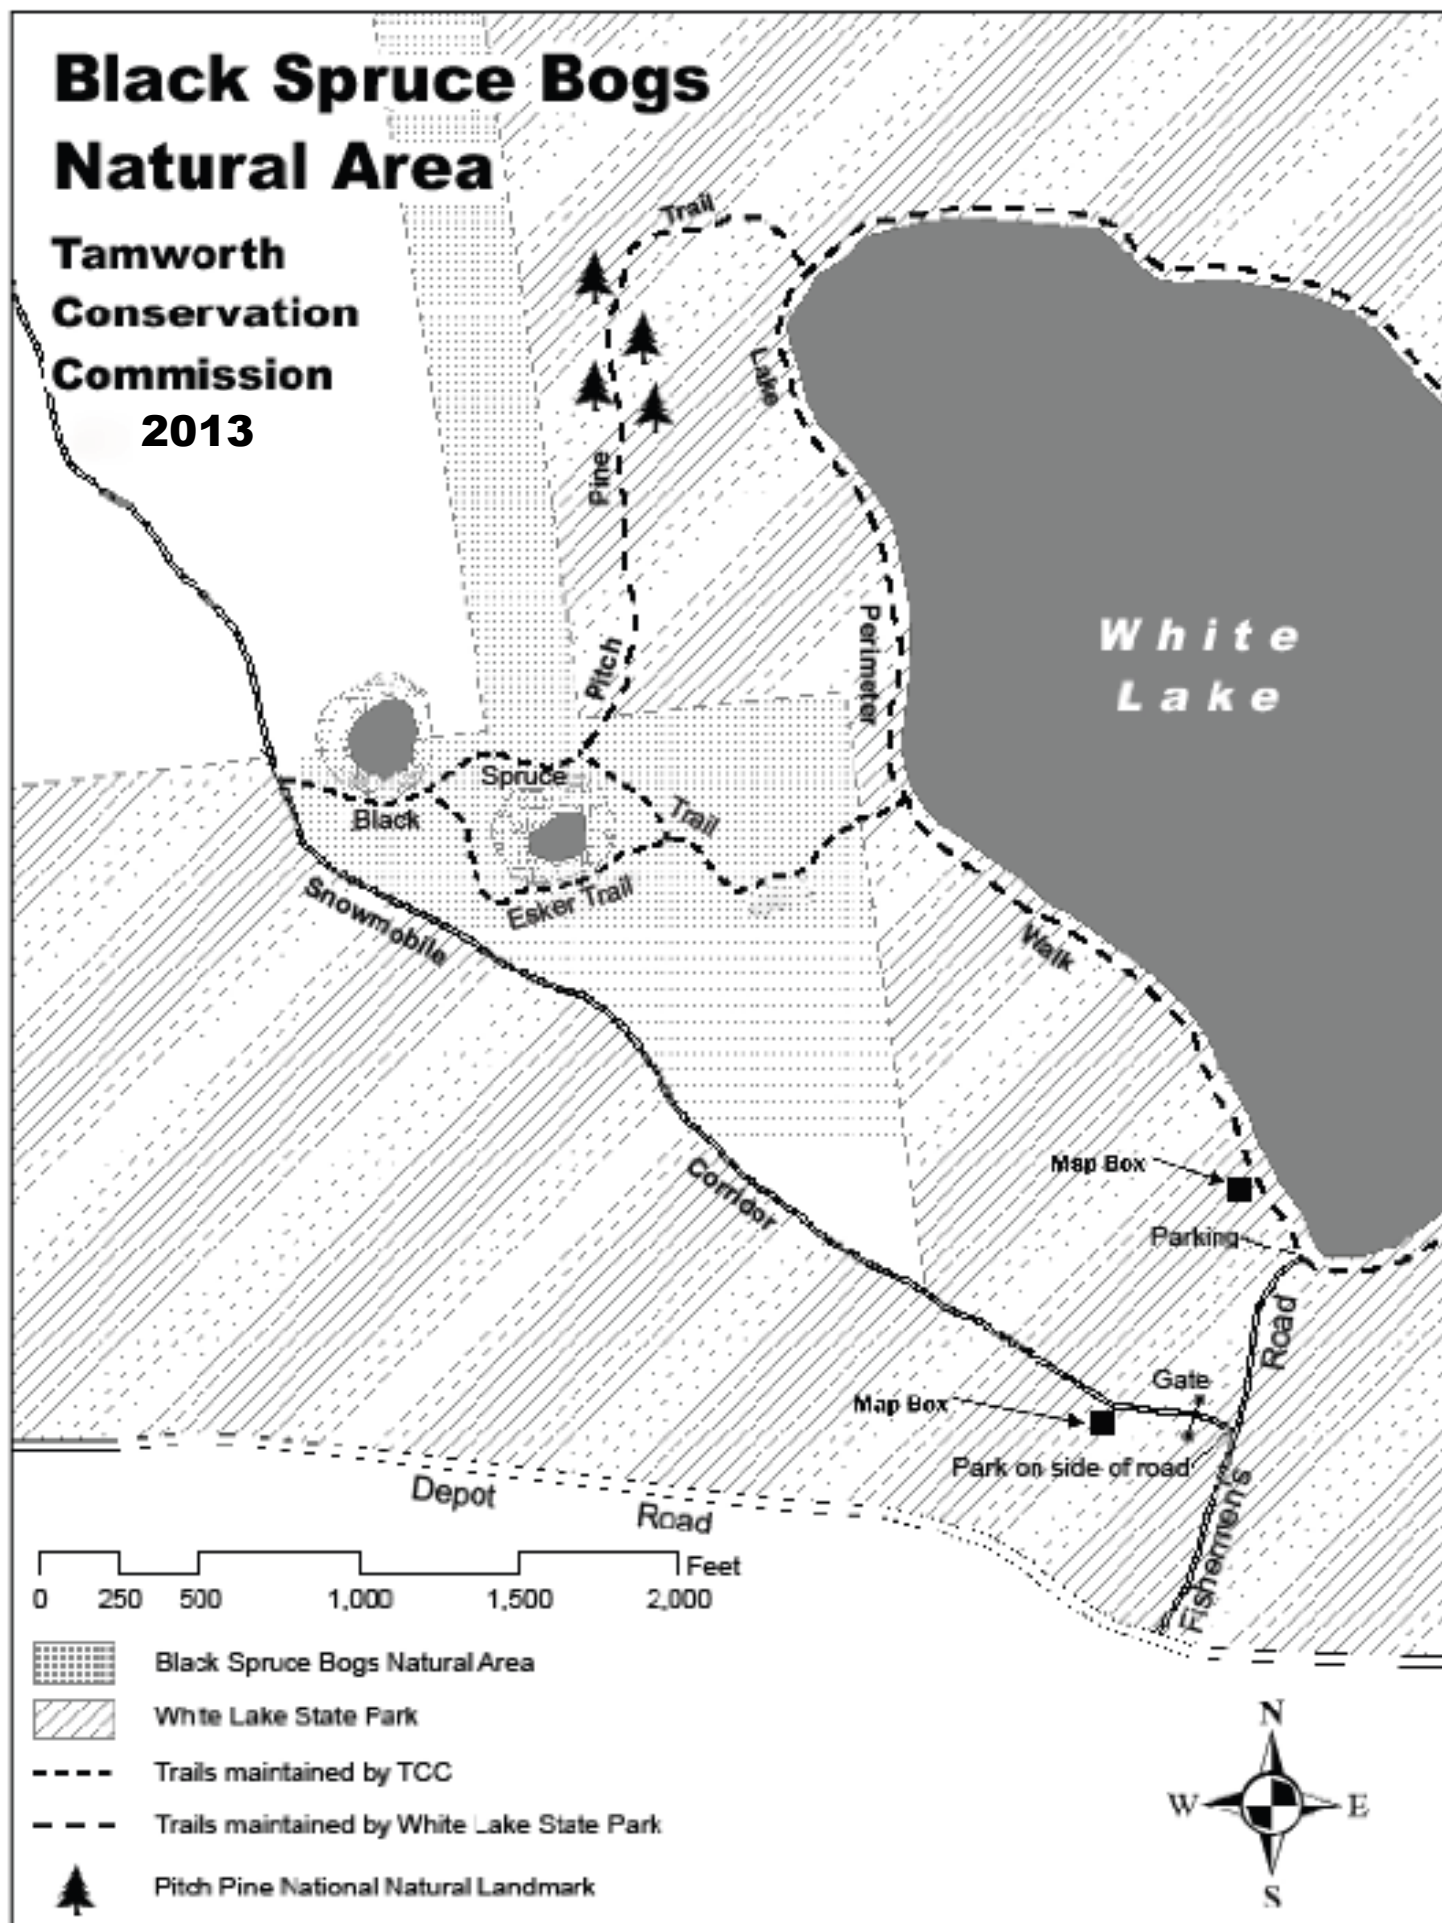 Black Spruce Bogs
Natural Area
Tamworth
Conservation
Commission
2013
Trail
Lake
Pine
Pitch
Perimeter
White
Lake
Spruce
Black
Trail
Esker Trail
Snowmobile
Walk
Corridor
Map Box
Parking
Road
Gate
Map Box
Park on side of road
Fishermen's
Depot
Road
Feet
0 250 500 1,000 1,500 2,000
Black Spruce Bogs Natural Area
White Lake State Park
Trails maintained by TCC
Trails maintained by White Lake State Park
Pitch Pine National Natural Landmark
N
W E
S